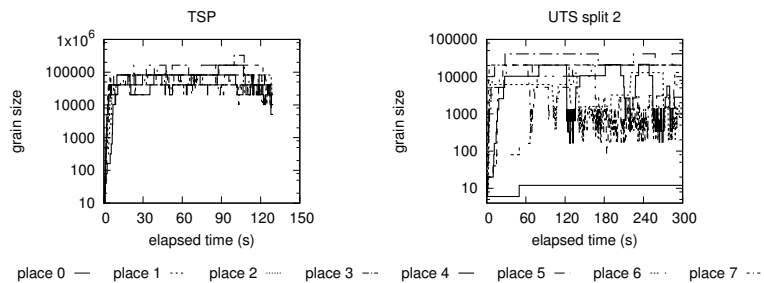 TSP
UTS split 2
1x10⁶
100000
10000
1000
100
10
grain size
0 30 60 90 120 150
elapsed time (s)
100000
10000
1000
100
10
grain size
0 60 120 180 240 300
elapsed time (s)
place 0 place 1 place 2 place 3 place 4 place 5 place 6 place 7